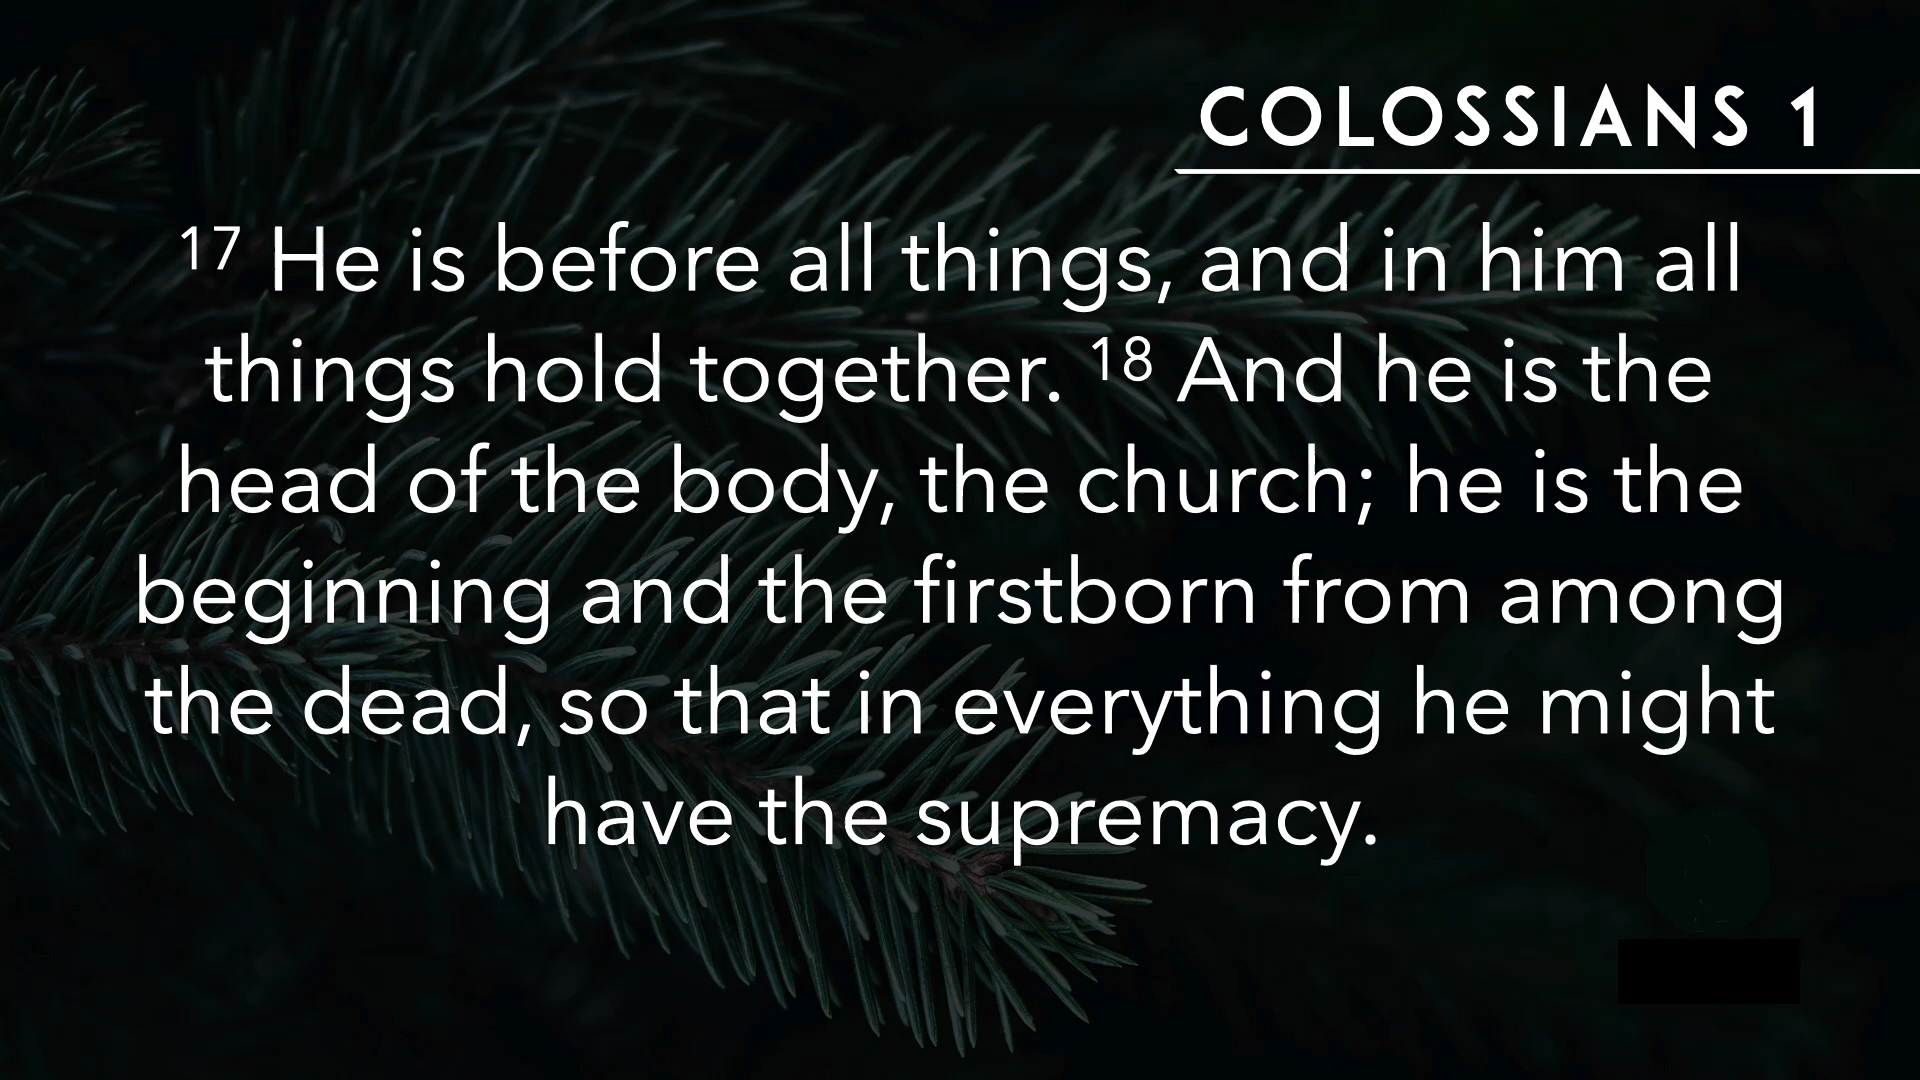 COLOSSIANS 1
17 He is before all things, and in him all
things hold together. 18 And he is the
head of the body, the church; he is the
beginning and the firstborn from among
the dead, so that in everything he might
have the supremacy.